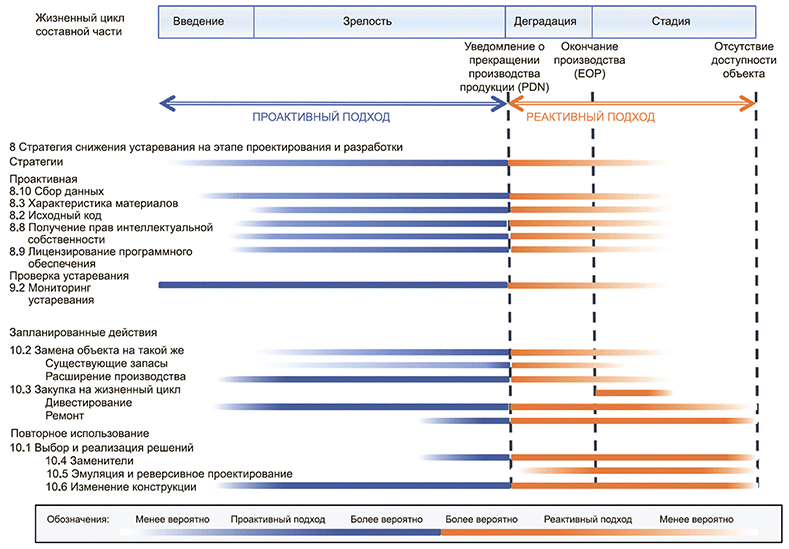 Жизненный цикл
составной части
Введение
Зрелость
Деградация
Стадия
Уведомление о
прекращении
производства
продукции (PDN)
Окончание
производства
(EOP)
Отсутствие
доступности
объекта
ПРОАКТИВНЫЙ ПОДХОД
РЕАКТИВНЫЙ ПОДХОД
8 Стратегия снижения устаревания на этапе проектирования и разработки
Стратегии
Проактивная
8.10 Сбор данных
8.3 Характеристика материалов
8.2 Исходный код
8.8 Получение прав интеллектуальной
собственности
8.9 Лицензирование программного
обеспечения
Проверка устаревания
9.2 Мониторинг
устаревания
Запланированные действия
10.2 Замена объекта на такой же
Существующие запасы
Расширение производства
10.3 Закупка на жизненный цикл
Дивестирование
Ремонт
Повторное использование
10.1 Выбор и реализация решений
10.4 Заменители
10.5 Эмуляция и реверсивное проектирование
10.6 Изменение конструкции
Обозначения:
Менее вероятно
Проактивный подход
Более вероятно
Более вероятно
Реактивный подход
Менее вероятно